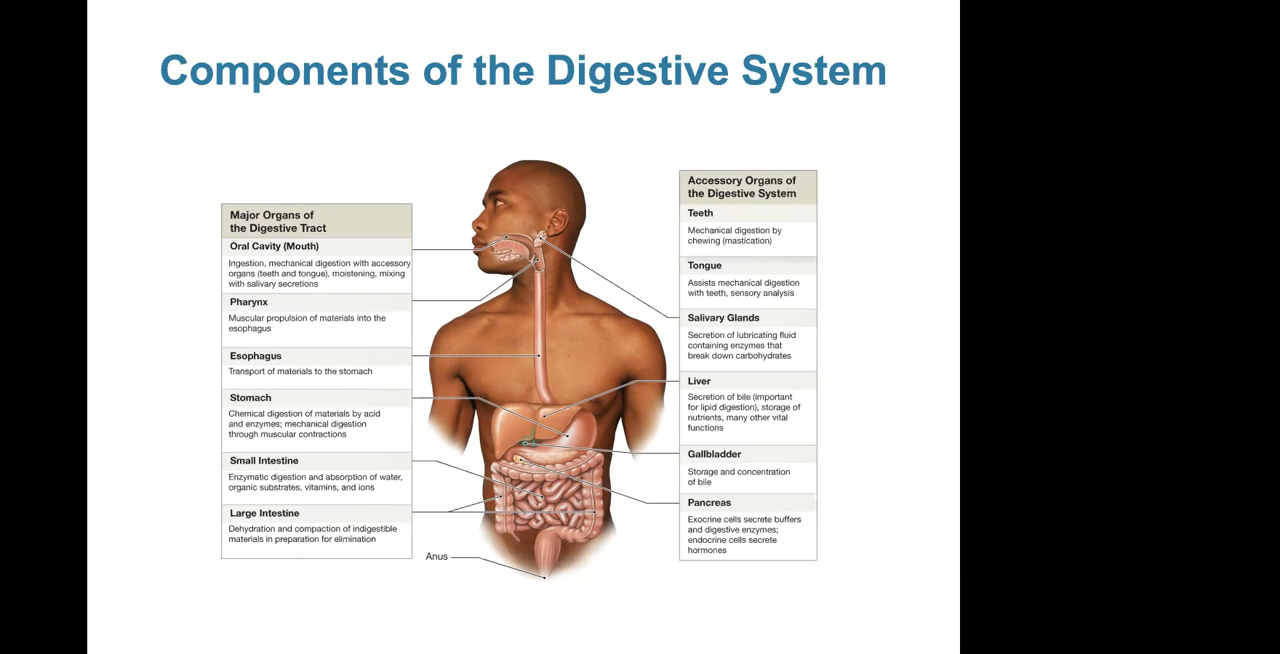 Components of the Digestive System
Major Organs of
the Digestive Tract
Oral Cavity (Mouth)
Ingestion, mechanical digestion with accessory
organs (teeth and tongue), moistening, mixing
with salivary secretions
Pharynx
Muscular propulsion of materials into the
esophagus
Esophagus
Transport of materials to the stomach
Stomach
Chemical digestion of materials by acid
and enzymes; mechanical digestion
through muscular contractions
Small Intestine
Enzymatic digestion and absorption of water,
organic substrates, vitamins, and ions
Large Intestine
Dehydration and compaction of indigestible
materials in preparation for elimination
Anus
Accessory Organs of
the Digestive System
Teeth
Mechanical digestion by
chewing (mastication)
Tongue
Assists mechanical digestion
with teeth, sensory analysis
Salivary Glands
Secretion of lubricating fluid
containing enzymes that
break down carbohydrates
Liver
Secretion of bile (important
for lipid digestion), storage of
nutrients, many other vital
functions
Gallbladder
Storage and concentration
of bile
Pancreas
Exocrine cells secrete buffers
and digestive enzymes;
endocrine cells secrete
hormones